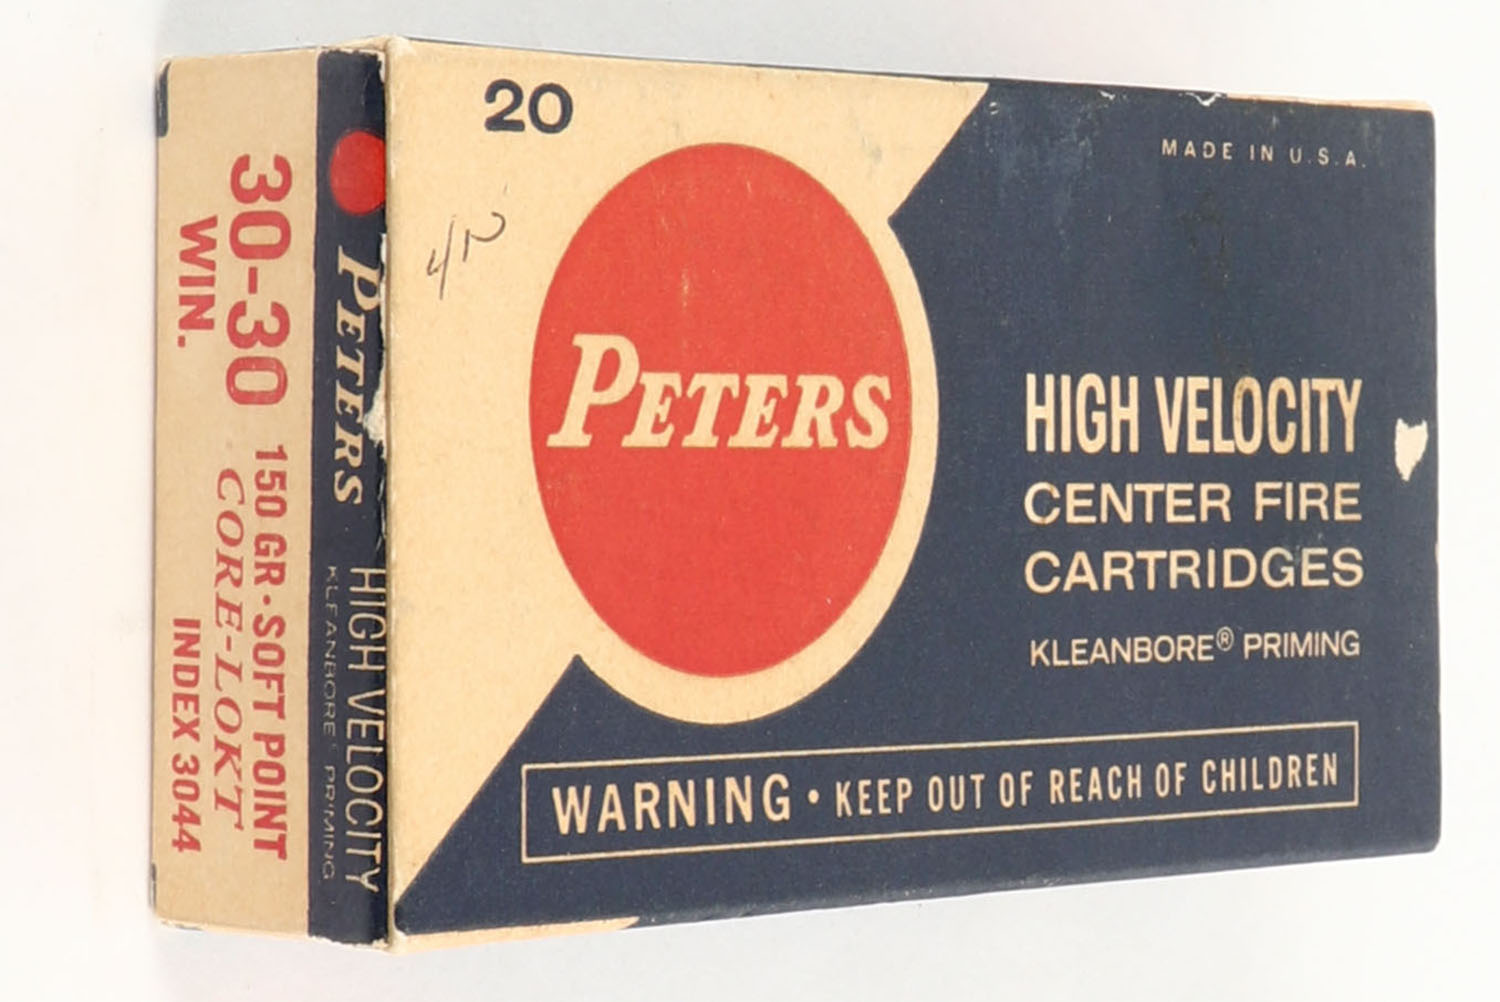 20
MADE IN U.S.A.
PETERS
HIGH VELOCITY
CENTER FIRE
CARTRIDGES
KLEANBORE® PRIMING
WARNING • KEEP OUT OF REACH OF CHILDREN
PETERS HIGH VELOCITY
KLEANBORE® PRIMING
30-30 150 GR. • SOFT POINT
WIN. CORE-LOKT
INDEX 3044